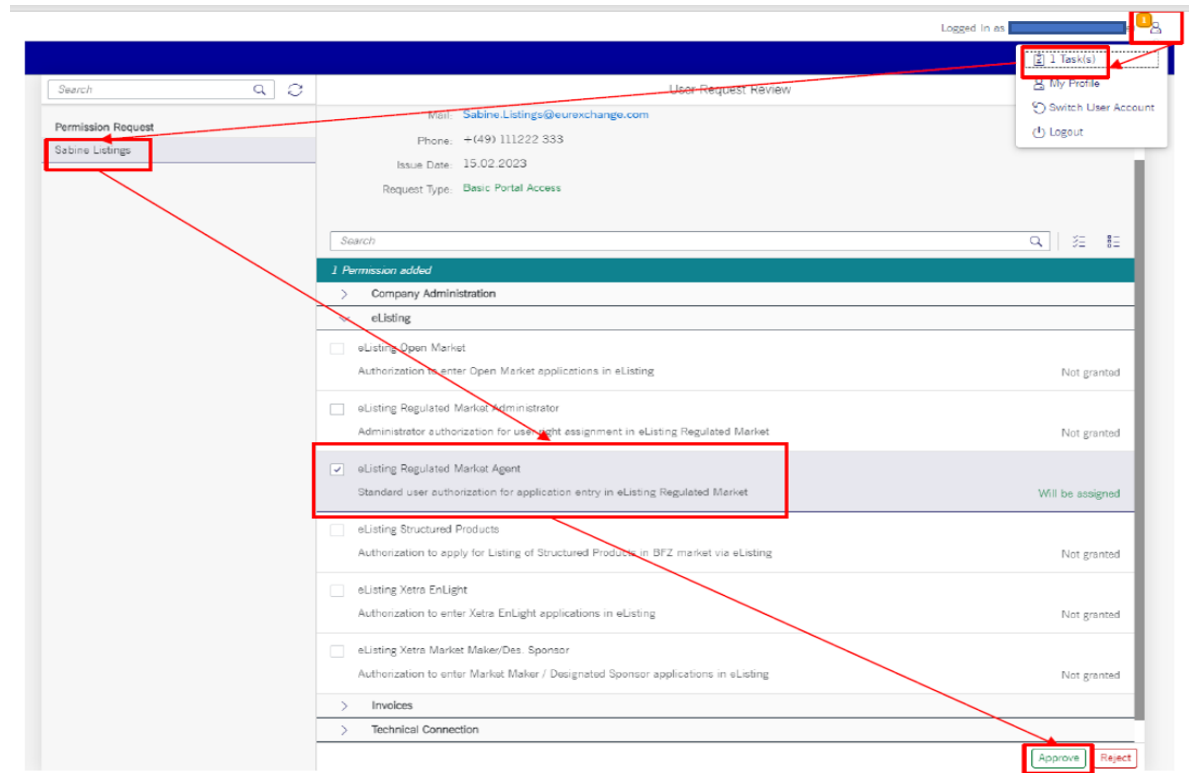 Logged in as
1
1 Task(s)
My Profile
Switch User Account
Logout
Search
User Request Review
Permission Request
Sabine Listings
Mail: Sabine.Listings@eurexchange.com
Phone: +(49) 111222 333
Issue Date: 15.02.2023
Request Type: Basic Portal Access
Search
1 Permission added
Company Administration
eListing
eListing Open Market
Authorization to enter Open Market applications in eListing Not granted
eListing Regulated Market Administrator
Administrator authorization for user right assignment in eListing Regulated Market Not granted
eListing Regulated Market Agent
Standard user authorization for application entry in eListing Regulated Market Will be assigned
eListing Structured Products
Authorization to apply for Listing of Structured Products in BFZ market via eListing Not granted
eListing Xetra EnLight
Authorization to enter Xetra EnLight applications in eListing Not granted
eListing Xetra Market Maker/Des. Sponsor
Authorization to enter Market Maker / Designated Sponsor applications in eListing Not granted
Invoices
Technical Connection
Approve Reject